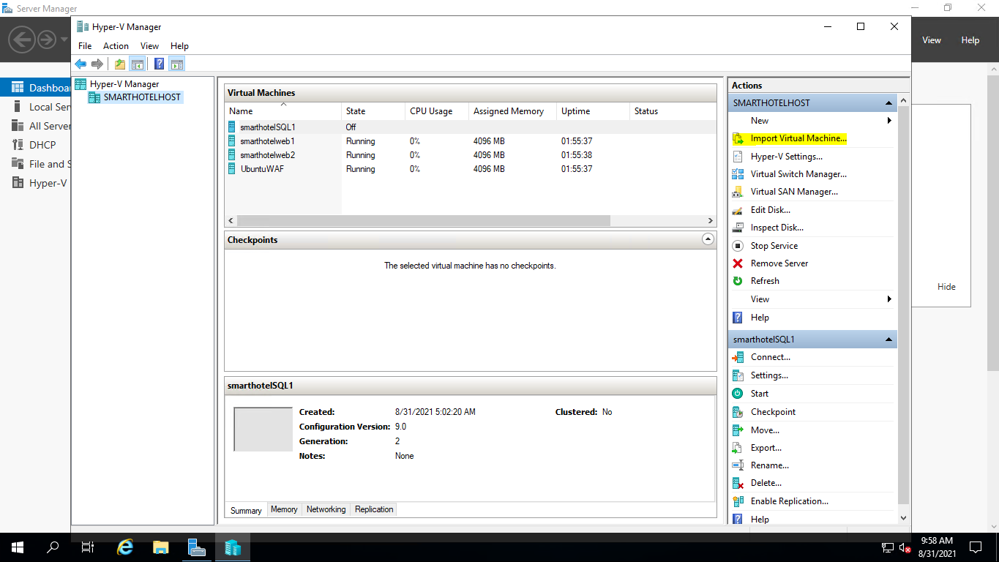 Server Manager
Hyper-V Manager
File Action View Help
View Help
Dashboa
Local Ser
All Server
DHCP
File and S
Hyper-V
Hyper-V Manager
SMARTHOTELHOST
Virtual Machines
Name State CPU Usage Assigned Memory Uptime Status
smarthotelSQL1 Off
smarthotelweb1 Running 0% 4096 MB 01:55:37
smarthotelweb2 Running 0% 4096 MB 01:55:38
UbuntuWAF Running 0% 4096 MB 01:55:37
Checkpoints
The selected virtual machine has no checkpoints.
smarthotelSQL1
Created: 8/31/2021 5:02:20 AM Clustered: No
Configuration Version: 9.0
Generation: 2
Notes: None
Summary Memory Networking Replication
Actions
SMARTHOTELHOST
New
Import Virtual Machine...
Hyper-V Settings...
Virtual Switch Manager...
Virtual SAN Manager...
Edit Disk...
Inspect Disk...
Stop Service
Remove Server
Refresh
View
Help
smarthotelSQL1
Connect...
Settings...
Start
Checkpoint
Move...
Export...
Rename...
Delete...
Enable Replication...
Help
Hide
9:58 AM
8/31/2021